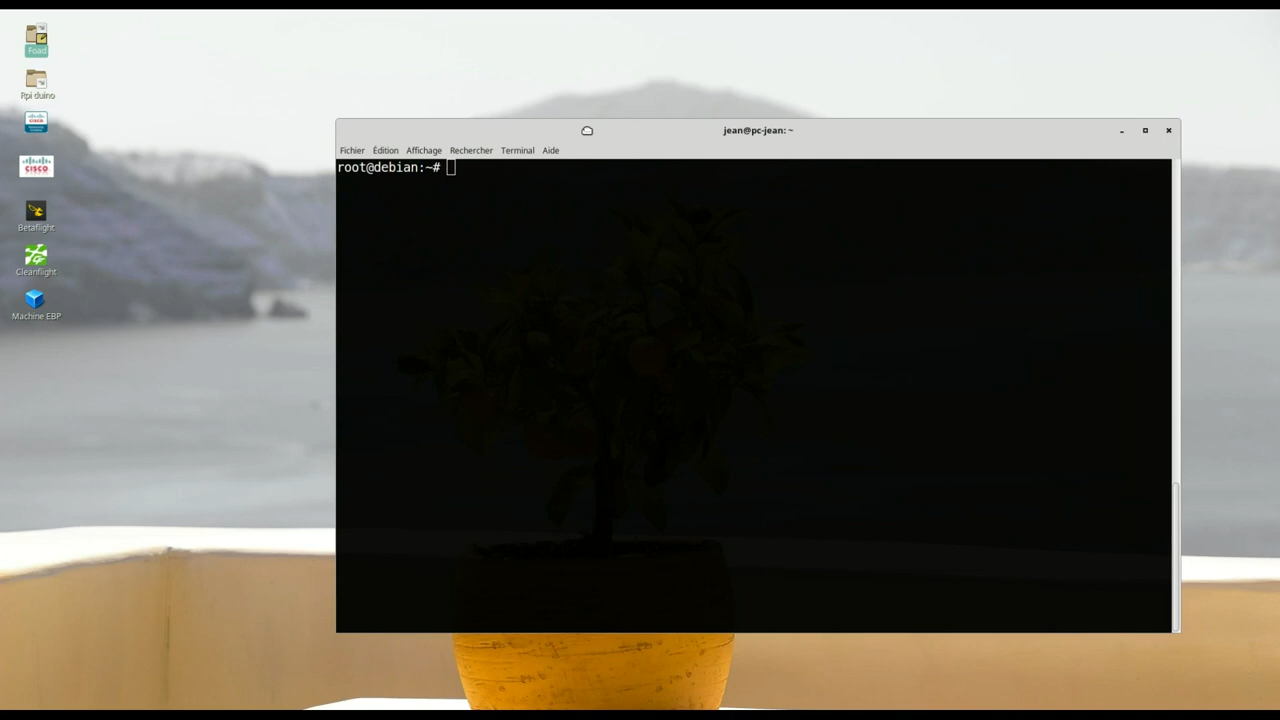 Foad
Rpi duino
CISCO
CISCO
Betaflight
Cleanflight
Machine EBP
jean@pc-jean: ~
Fichier Édition Affichage Rechercher Terminal Aide
root@debian:~#